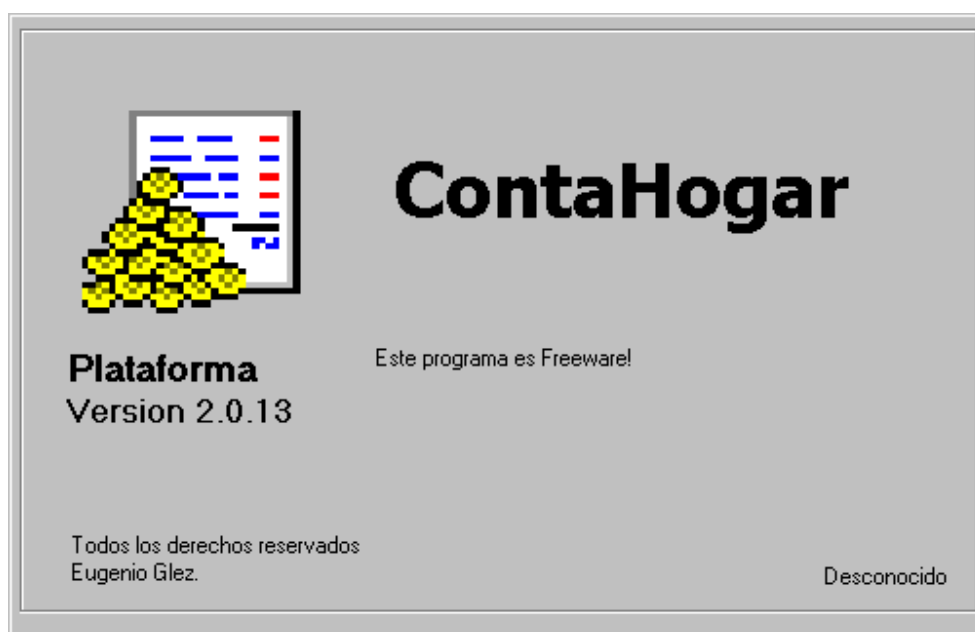 ContaHogar
Este programa es Freeware!
Plataforma
Version 2.0.13
Todos los derechos reservados
Eugenio Glez.
Desconocido